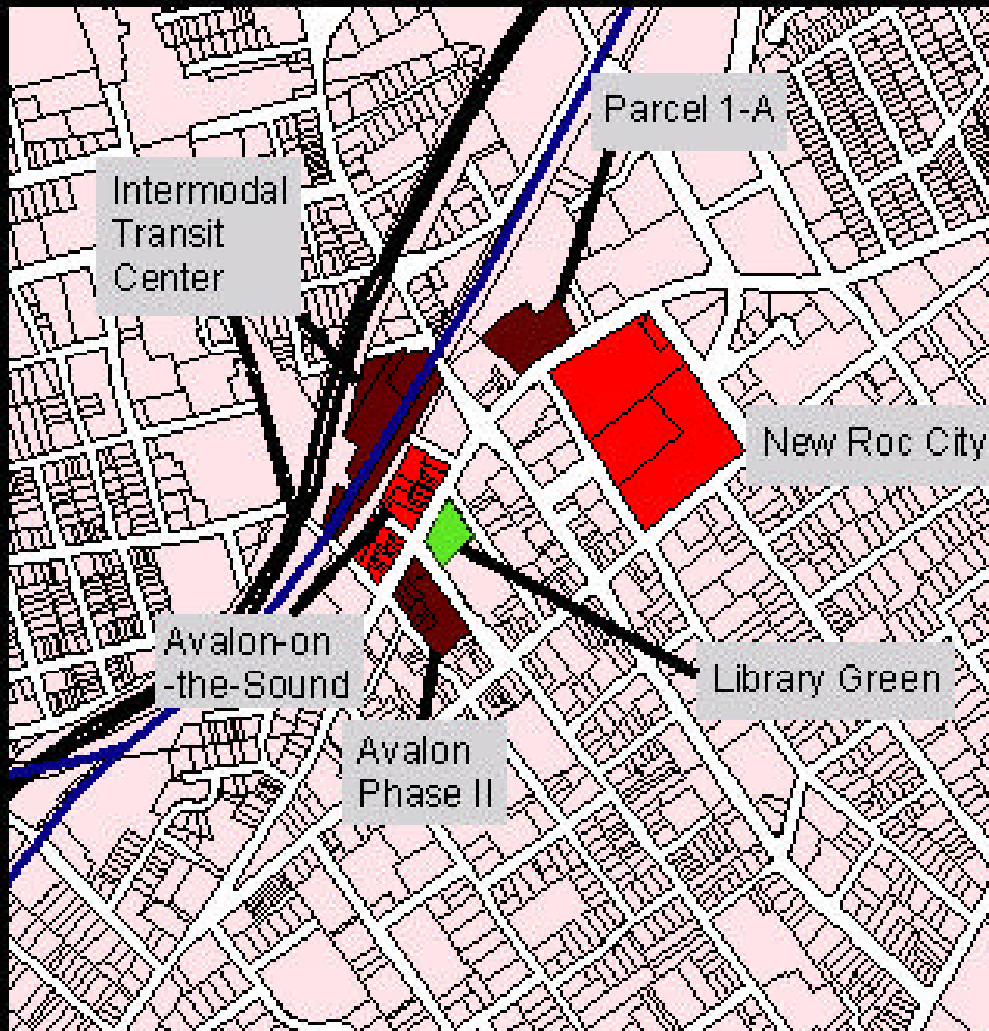 Parcel 1-A
Intermodal
Transit
Center
New Roc City
Avalon-on
-the-Sound
Library Green
Avalon
Phase II